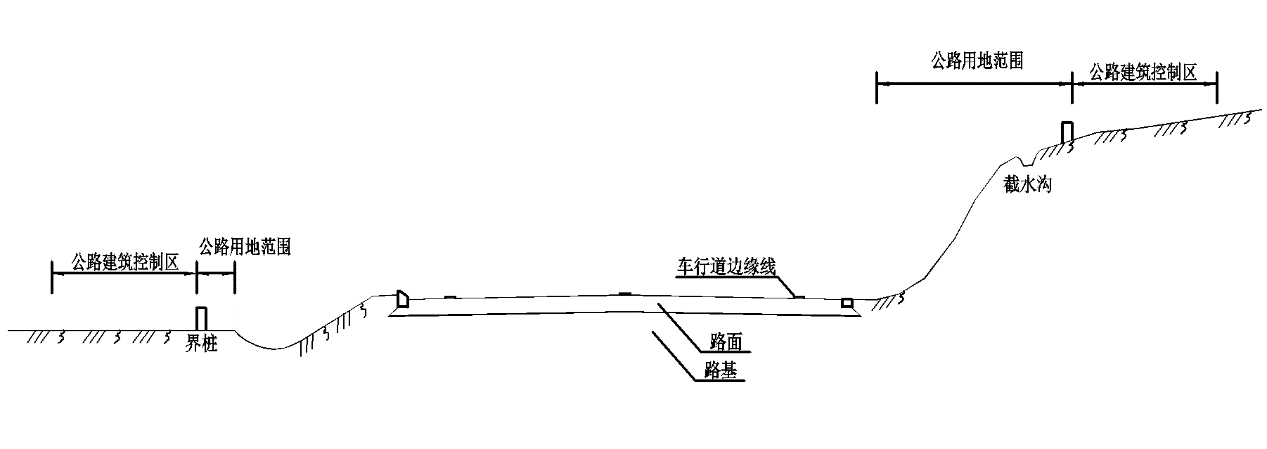 公路用地范围
公路建筑控制区
截水沟
公路用地范围
公路建筑控制区
车行道边缘线
界桩
路面
路基